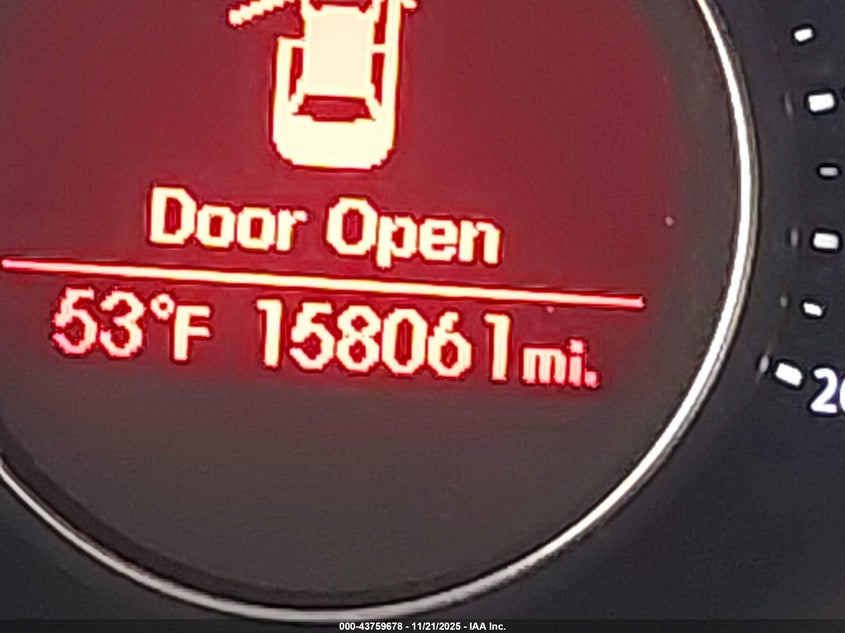 Door Open
53°F 158061mi.
000-43759678 - 11/21/2025 - IAA Inc.